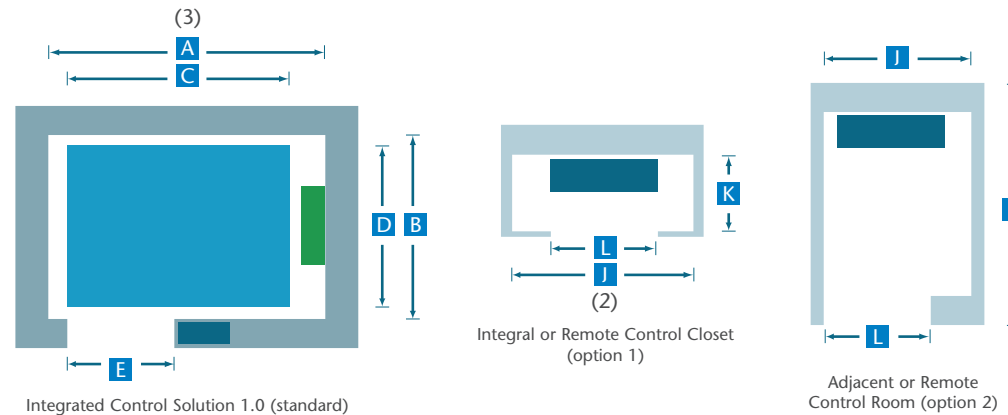 (3)
A
C
D
B
E
Integrated Control Solution 1.0 (standard)
K
L
J
(2)
Integral or Remote Control Closet
(option 1)
J
L
Adjacent or Remote
Control Room (option 2)